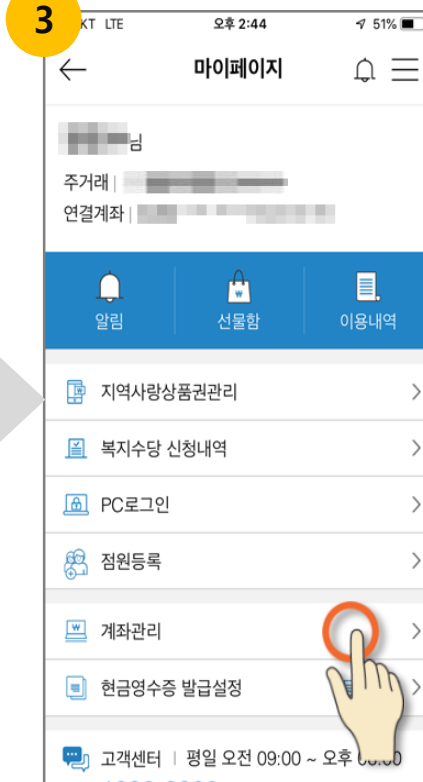 3
KT LTE 오후 2:44 51%
마이페이지
님
주거래 |
연결계좌 |
알림 선물함 이용내역
지역사랑상품권관리
복지수당 신청내역
PC로그인
점원등록
계좌관리
현금영수증 발급설정
고객센터 | 평일 오전 09:00 ~ 오후